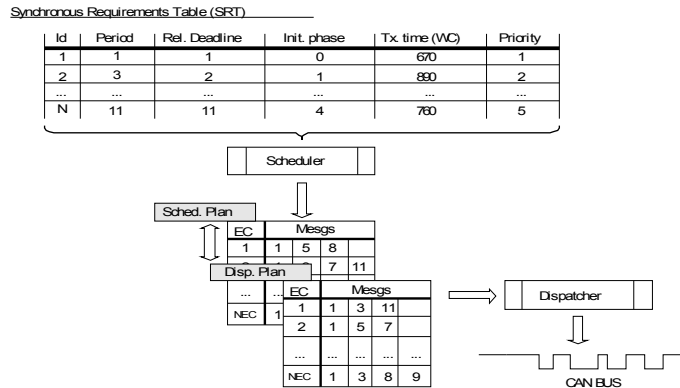 Synchronous Requirements Table (SRT)
Id Period Rel. Deadline Init. phase Tx. time (WC) Priority
1 1 1 0 670 1
2 3 2 1 890 2
... ... ... ... ... ...
N 11 11 4 760 5
Scheduler
Sched. Plan
EC Mesgs
1 1 5 8
7 11
Disp. Plan
... ...
NEC 1
EC Mesgs
1 1 3 11
2 1 5 7
... ... ... ... ...
NEC 1 3 8 9
Dispatcher
CAN BUS